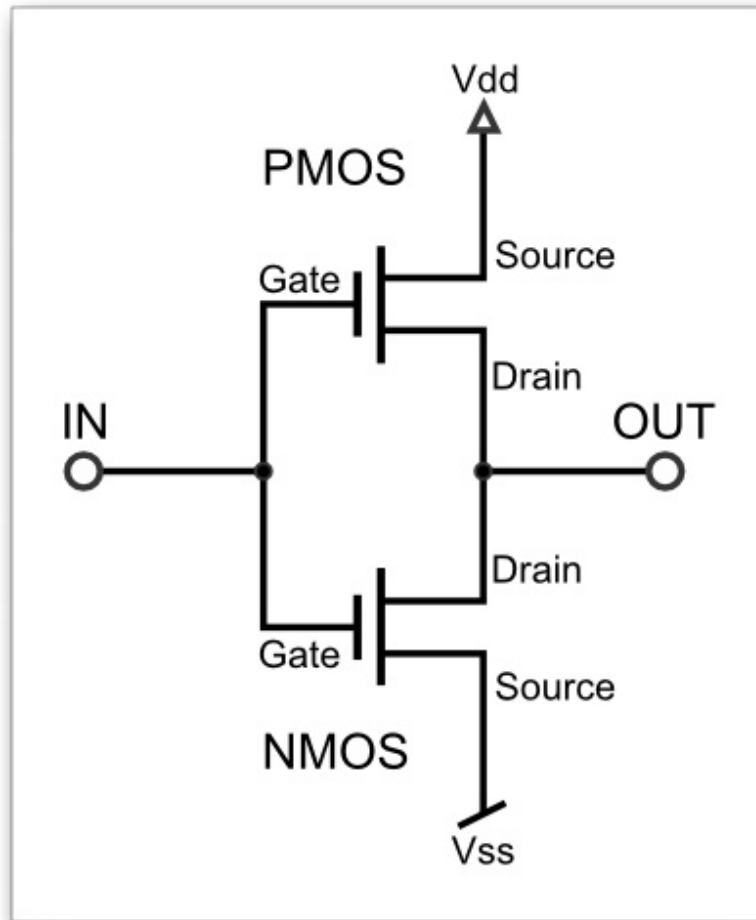 Vdd
PMOS
Source
Gate
Drain
IN
OUT
Drain
Gate
Source
NMOS
Vss